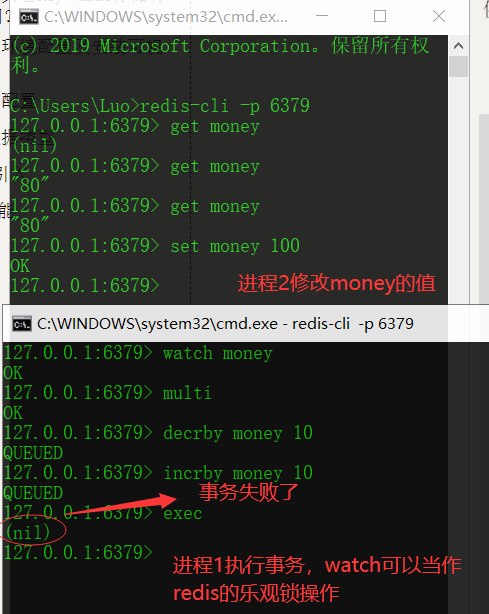 C:\WINDOWS\system32\cmd.exe...
(c) 2019 Microsoft Corporation。保留所有权
利。
C:\Users\Luo>redis-cli -p 6379
127.0.0.1:6379> get money
(nil)
127.0.0.1:6379> get money
"80"
127.0.0.1:6379> get money
"80"
127.0.0.1:6379> set money 100
OK
127.0.0.1:6379>
进程2修改money的值
C:\WINDOWS\system32\cmd.exe - redis-cli -p 6379
127.0.0.1:6379> watch money
OK
127.0.0.1:6379> multi
OK
127.0.0.1:6379> decrby money 10
QUEUED
127.0.0.1:6379> incrby money 10
QUEUED
事务失败了
127.0.0.1:6379> exec
(nil)
127.0.0.1:6379>
进程1执行事务，watch可以当作
redis的乐观锁操作